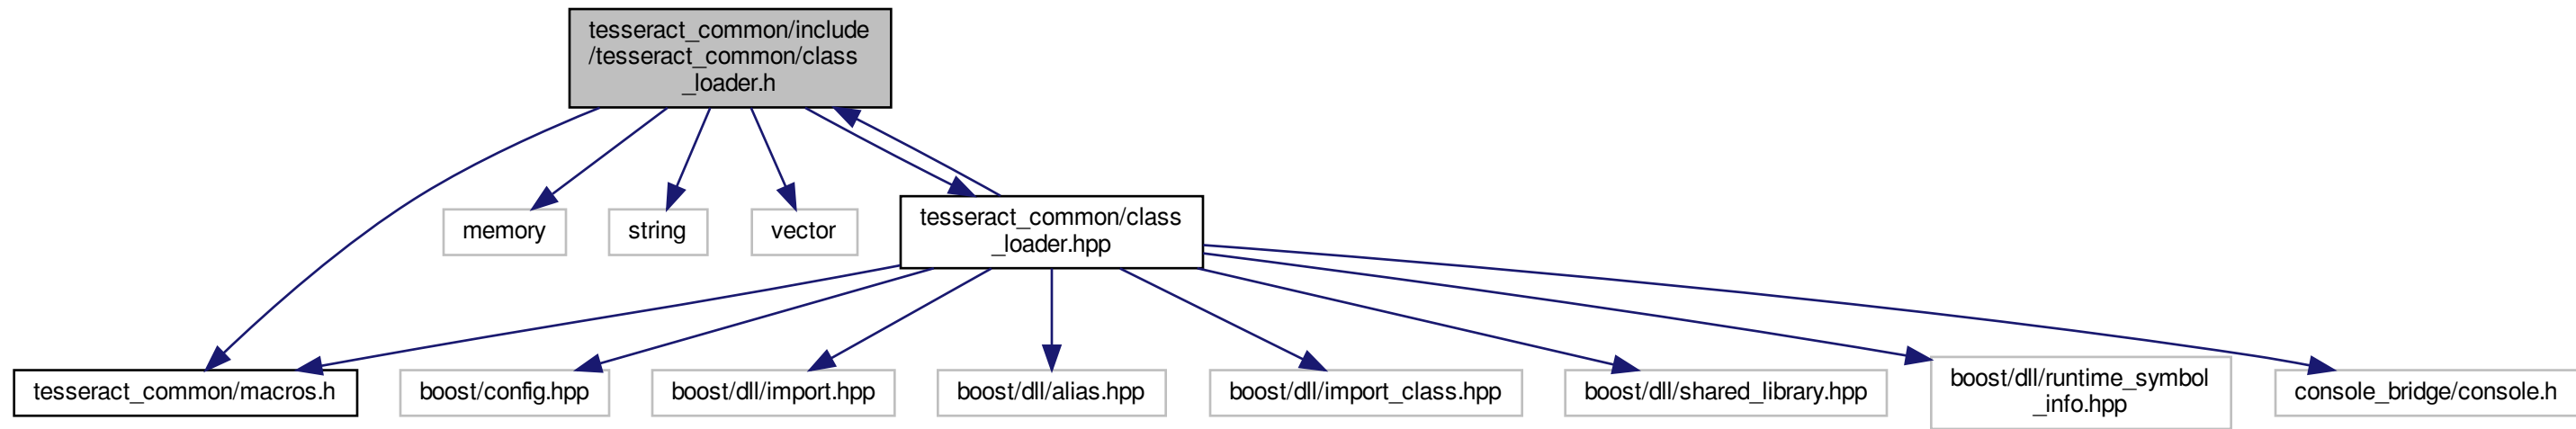 tesseract_common/include
/tesseract_common/class
_loader.h
memory
string
vector
tesseract_common/class
_loader.hpp
tesseract_common/macros.h
boost/config.hpp
boost/dll/import.hpp
boost/dll/alias.hpp
boost/dll/import_class.hpp
boost/dll/shared_library.hpp
boost/dll/runtime_symbol
_info.hpp
console_bridge/console.h